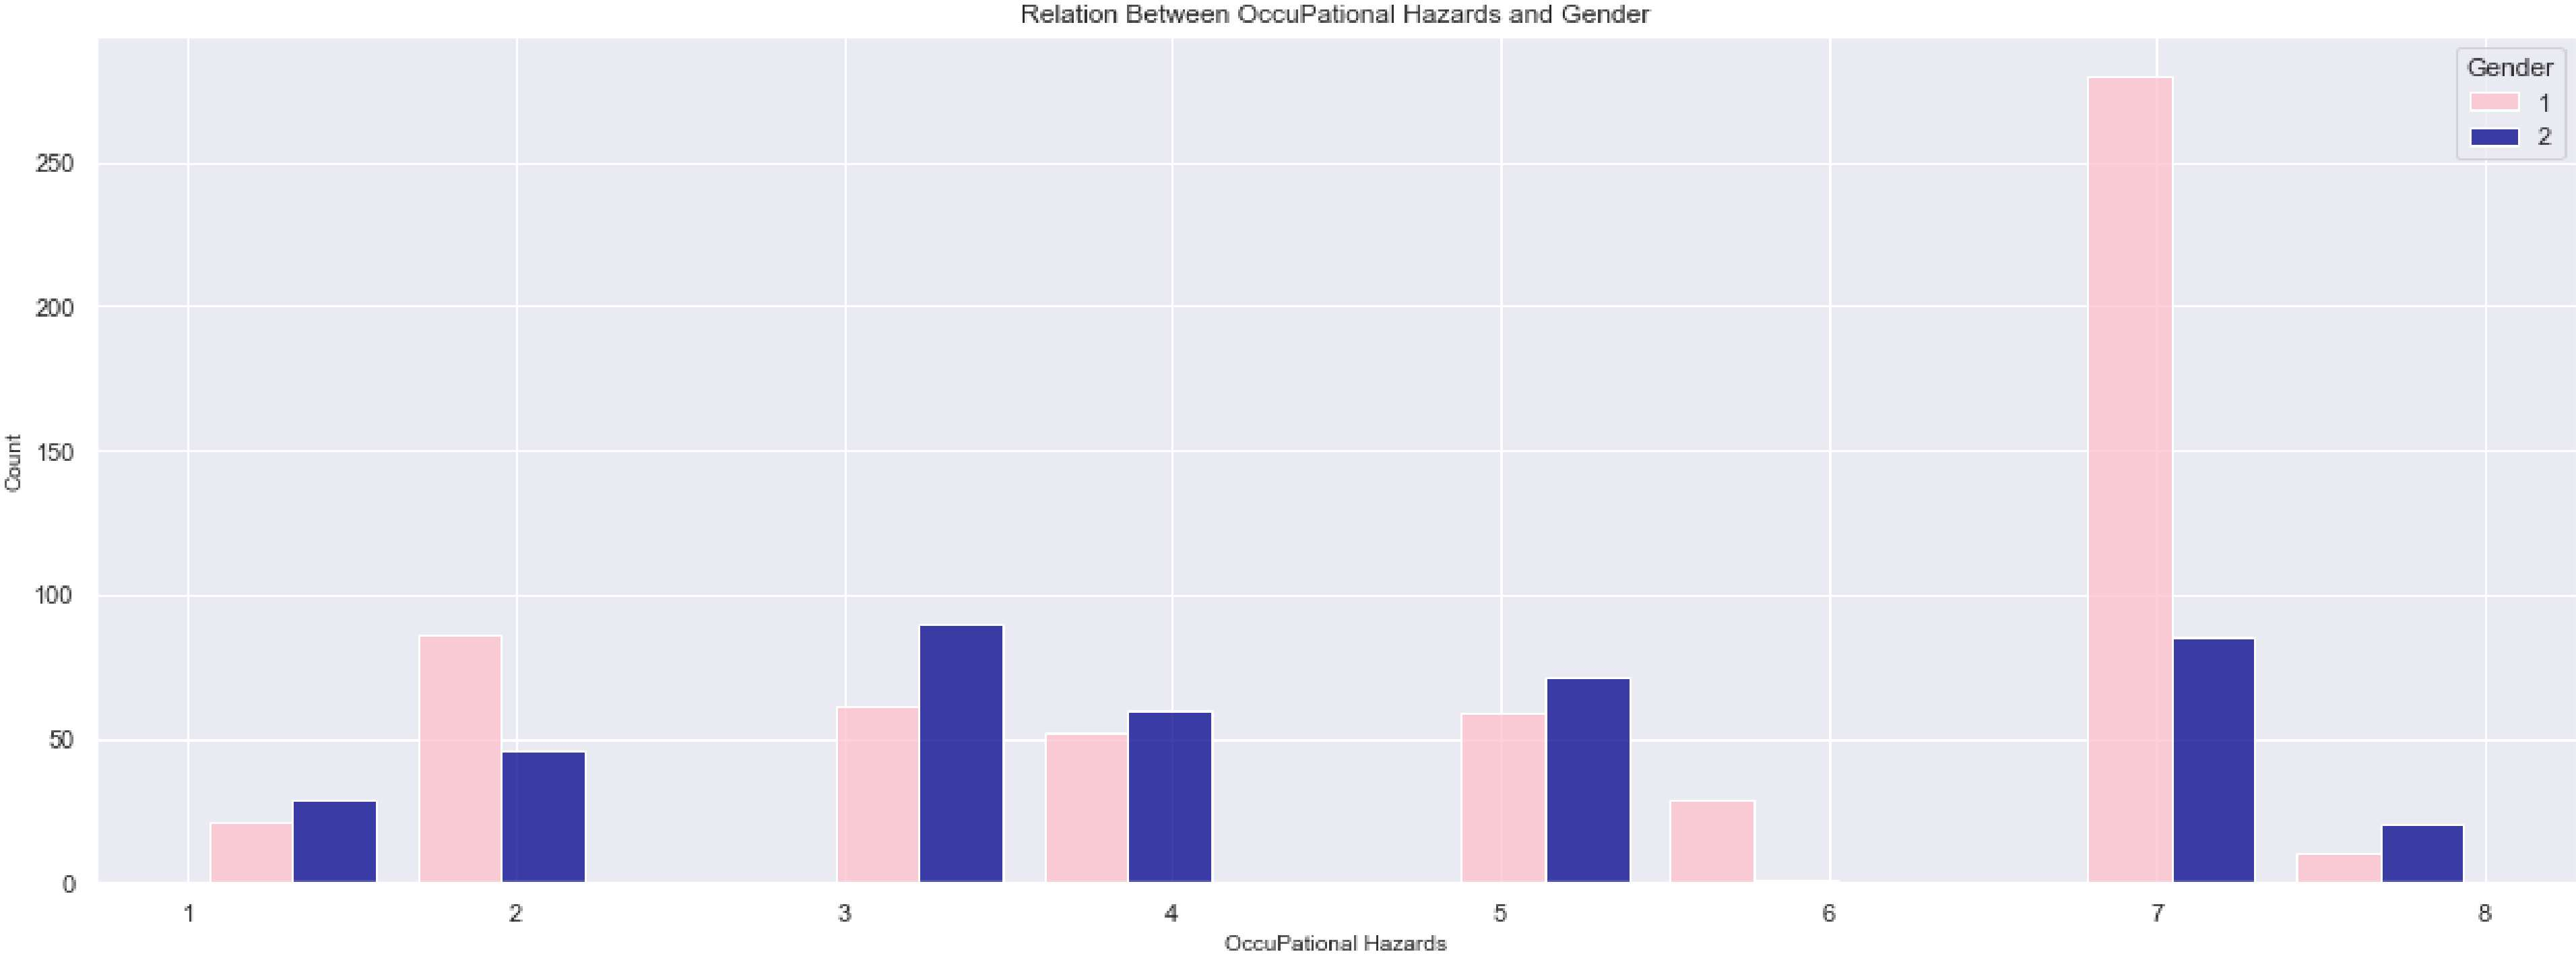 Relation Between OccuPational Hazards and Gender
Gender
1
2
250
200
150
100
50
0
Count
1 2 3 4 5 6 7 8
OccuPational Hazards